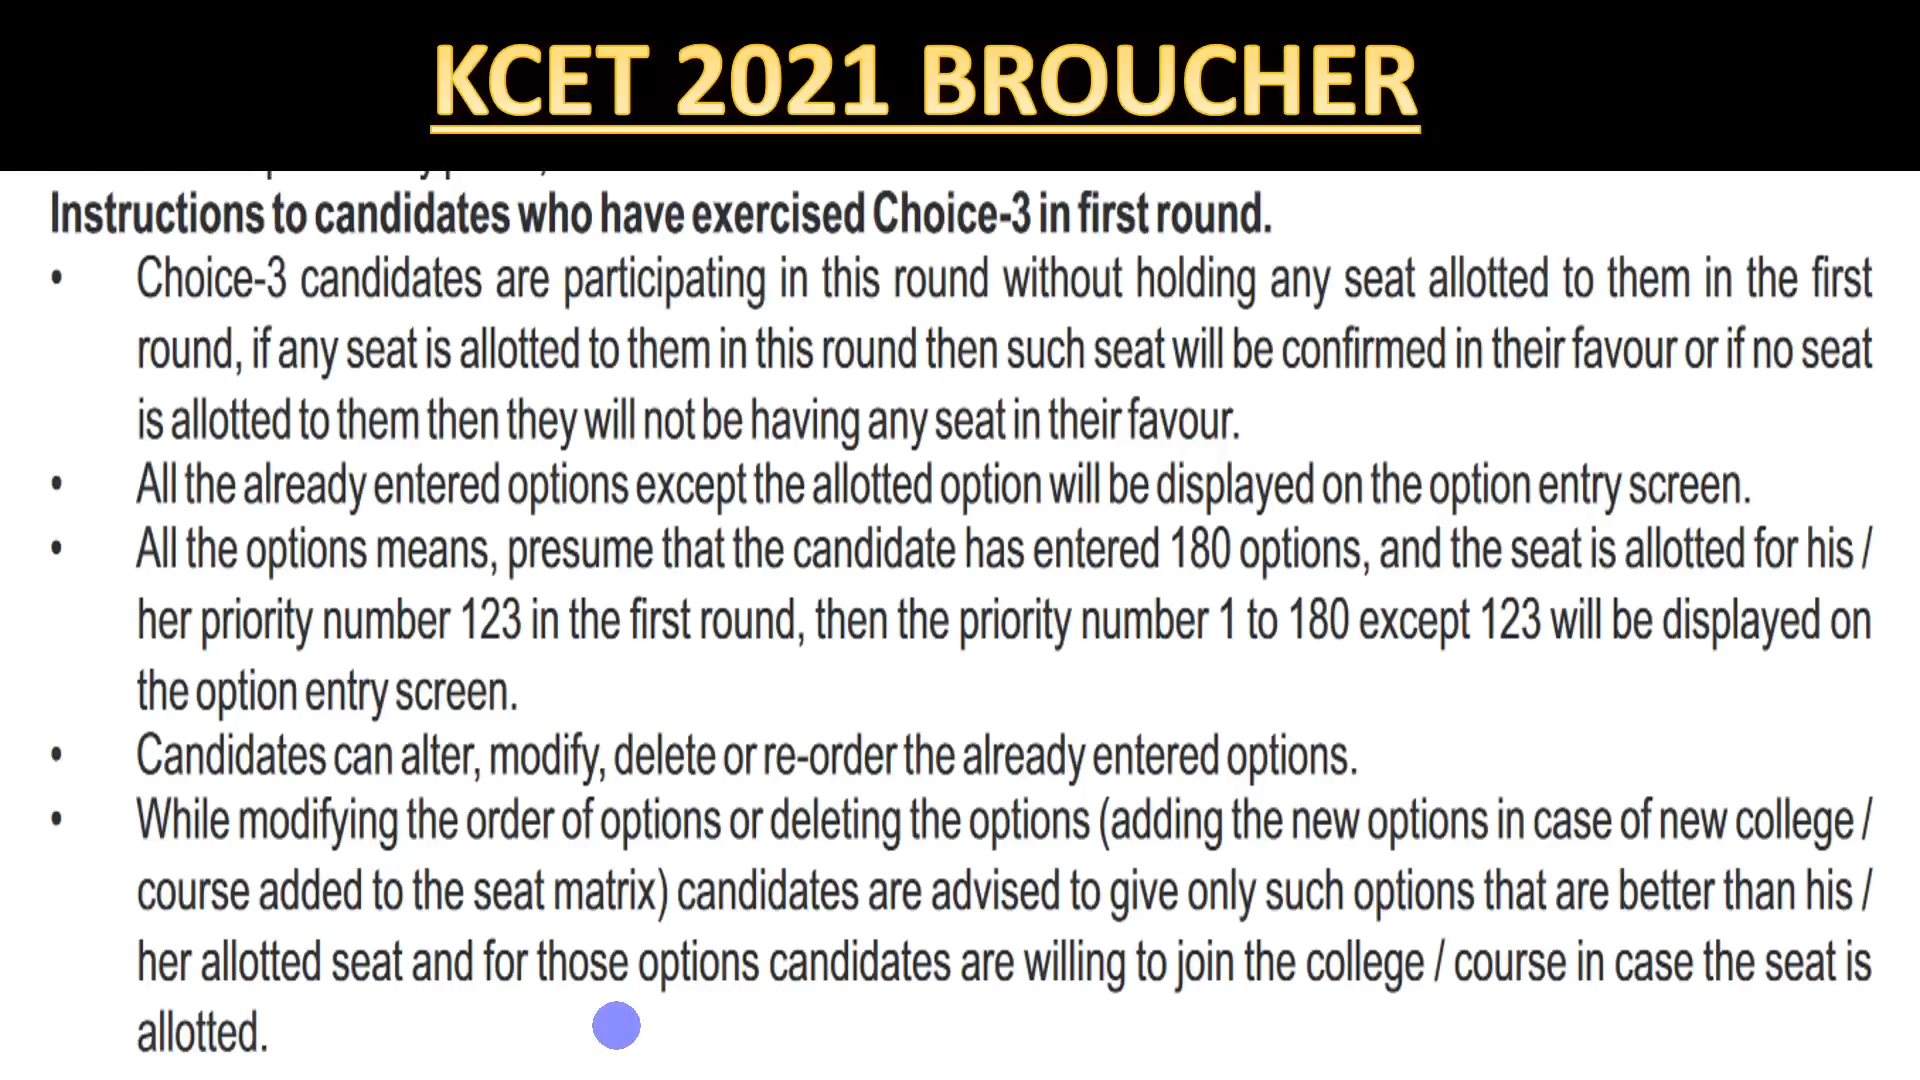 KCET 2021 BROUCHER
Instructions to candidates who have exercised Choice-3 in first round.
• Choice-3 candidates are participating in this round without holding any seat allotted to them in the first
round, if any seat is allotted to them in this round then such seat will be confirmed in their favour or if no seat
is allotted to them then they will not be having any seat in their favour.
• All the already entered options except the allotted option will be displayed on the option entry screen.
• All the options means, presume that the candidate has entered 180 options, and the seat is allotted for his /
her priority number 123 in the first round, then the priority number 1 to 180 except 123 will be displayed on
the option entry screen.
• Candidates can alter, modify, delete or re-order the already entered options.
• While modifying the order of options or deleting the options (adding the new options in case of new college /
course added to the seat matrix) candidates are advised to give only such options that are better than his /
her allotted seat and for those options candidates are willing to join the college / course in case the seat is
allotted.